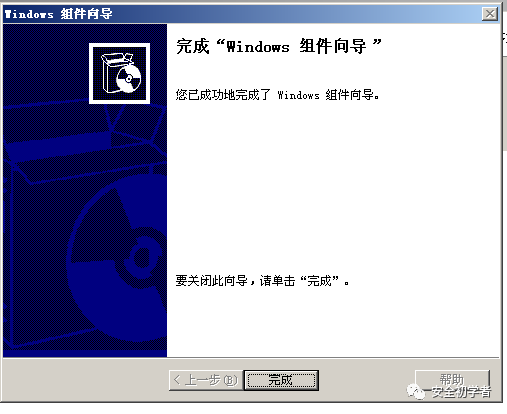 Windows 组件向导
完成“Windows 组件向导 ”
您已成功地完成了 Windows 组件向导。
要关闭此向导，请单击“完成”。
< 上一步(B)
完成
帮助
安全初学者